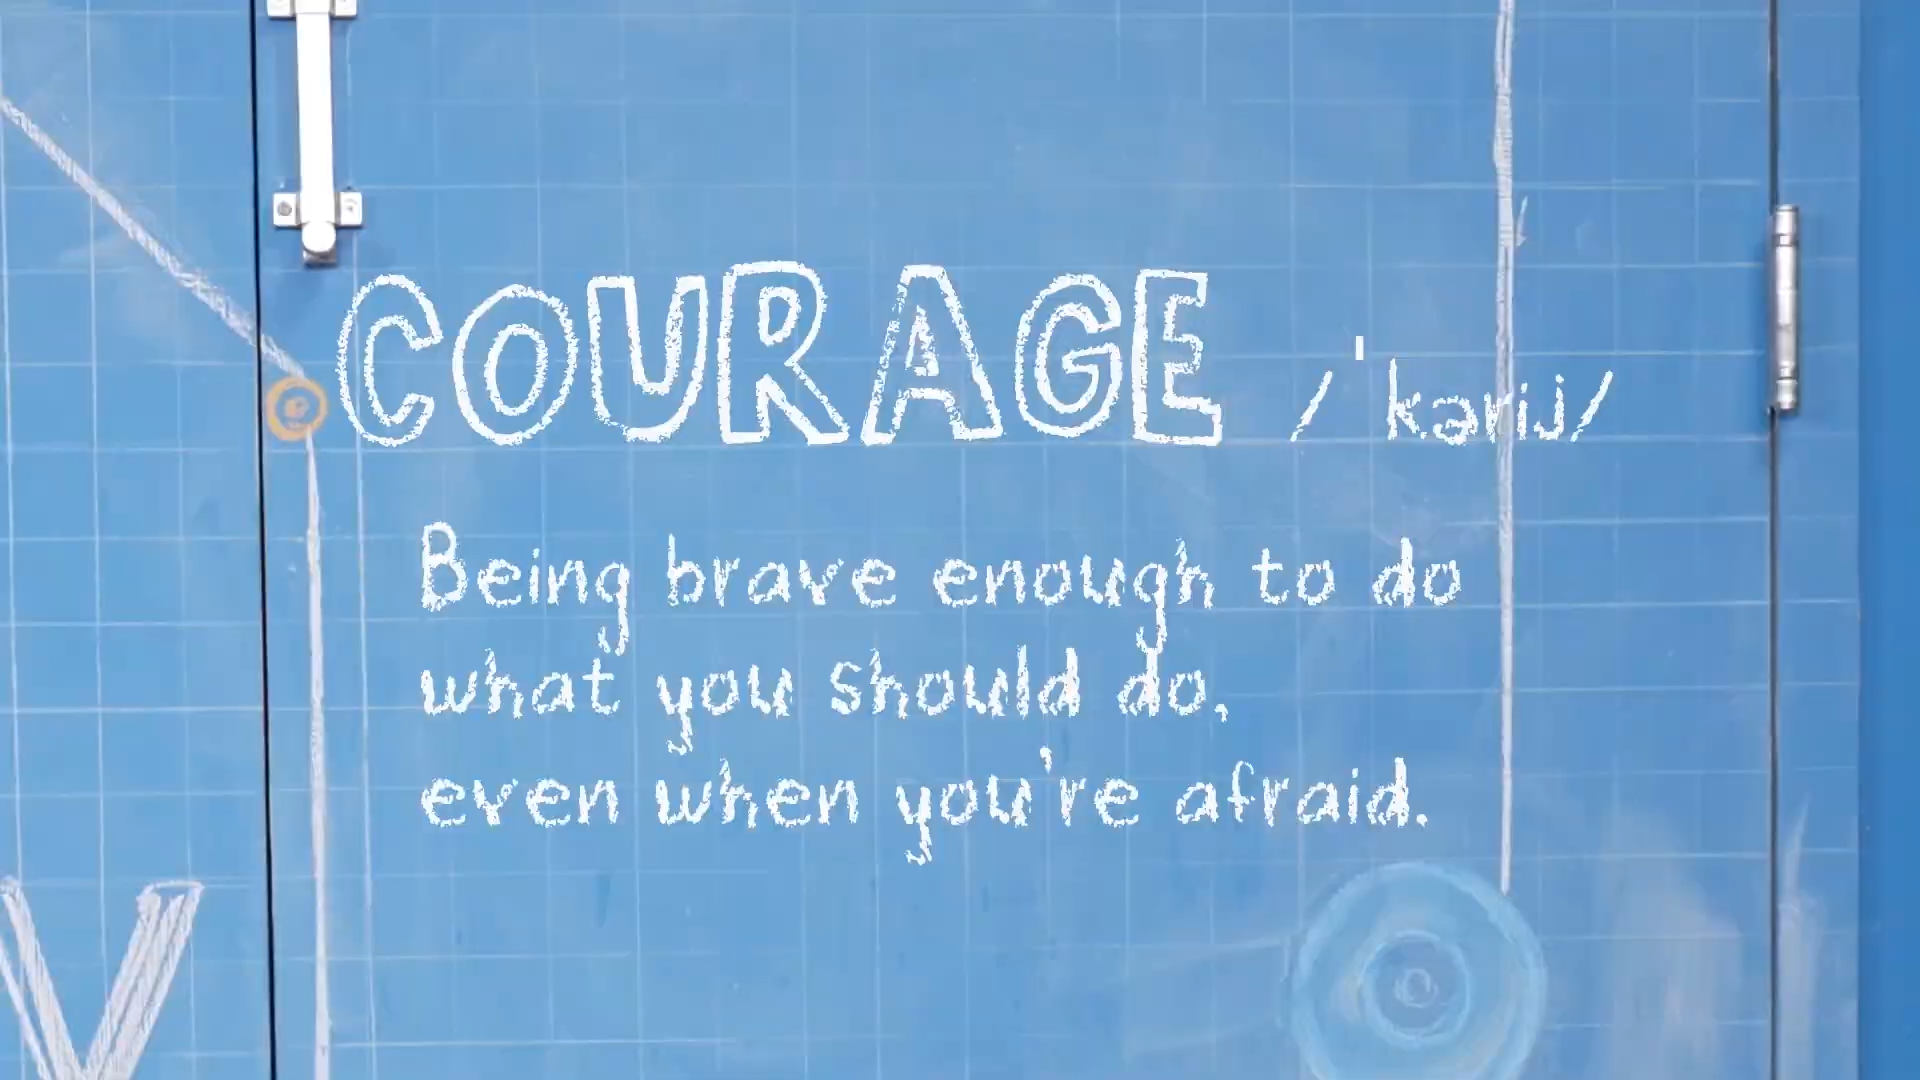 COURAGE /ˈkərij/
Being brave enough to do
what you should do,
even when you're afraid.
V